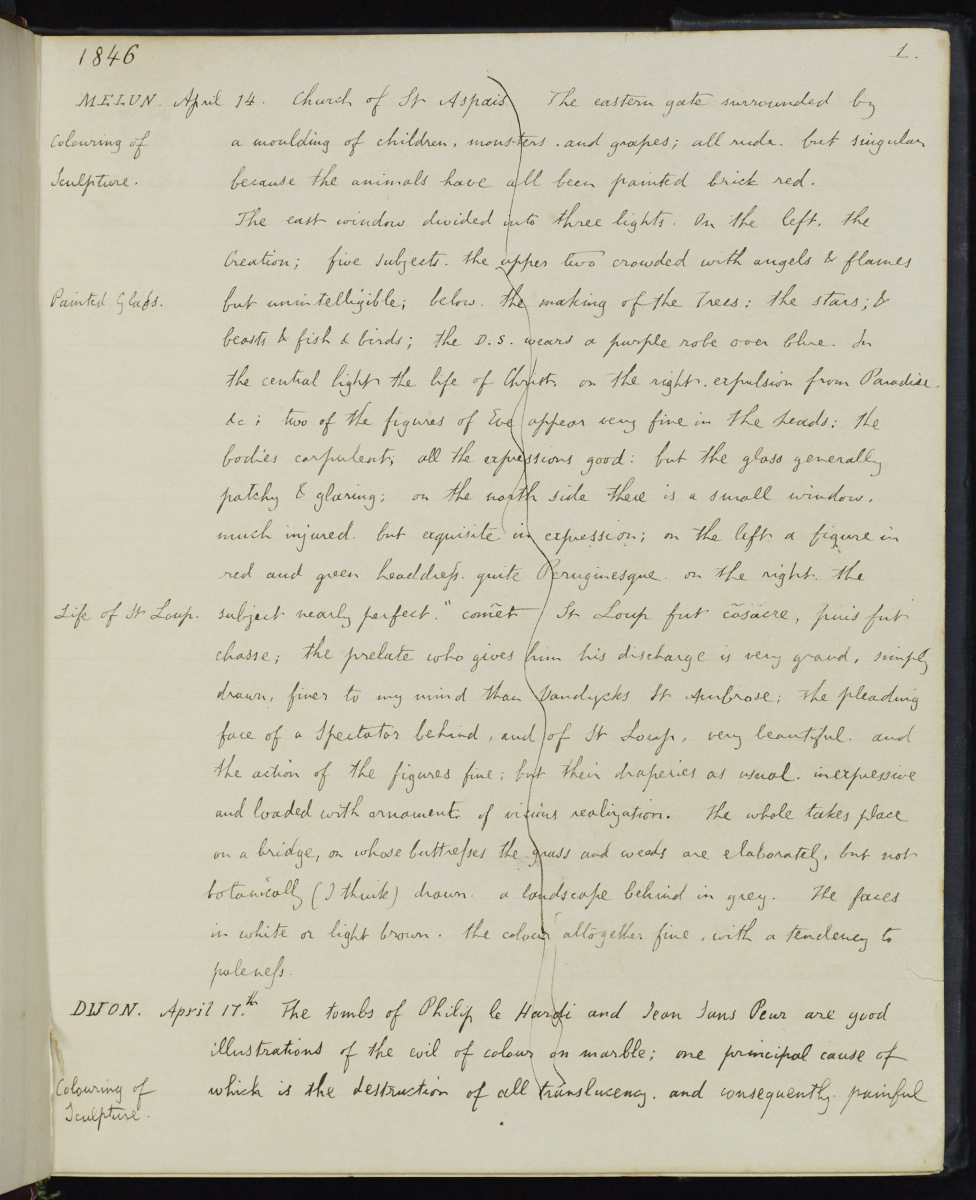 1846
1.
MELUN. April 14. Church of St Aspais The eastern gate surrounded by
Colouring of a moulding of children, monsters. and grapes; all rude. but singular
Sculpture. because the animals have all been painted brick red.
The east window divided into three lights. On the left, the
Creation; five subjects. the upper two crowded with angels & flames
Painted Glass. but unintelligible; below. the making of the Trees: the stars; &
beasts & fish & birds; the D.S. wears a purple robe over blue. In
the central light the life of Christ, on the right, expulsion from Paradise.
&c; two of the figures of Eve appear very fine in the heads: the
bodies corpulent; all the expressions good: but the glass generally
patchy & glaring; on the north side there is a small window.
much injured. but exquisite in expression; on the left a figure in
red and green headdress. quite Peruginesque. on the right. the
Life of St Loup. subject nearly perfect. "comēt St Loup fut cōsacre, puis fut
chasse; the prelate who gives him his discharge is very grand, simply
drawn, finer to my mind than Vandycks St Ambrose; the pleading
face of a Spectator behind, and of St Loup, very beautiful. and
the action of the figures fine; but their draperies as usual. inexpressive
and loaded with ornament. of vicious realization. The whole takes place
on a bridge, on whose buttresses the grass and weeds are elaborately, but not
botanically (I think) drawn. a landscape behind in grey. The faces
in white or light brown. the colour altogether fine, with a tendency to
paleness.
DIJON. April 17.th The tombs of Philip le Hardi and Jean Sans Peur are good
illustrations of the evil of colour on marble; one principal cause of
Colouring of which is the destruction of all translucency. and consequently painful
Sculpture.